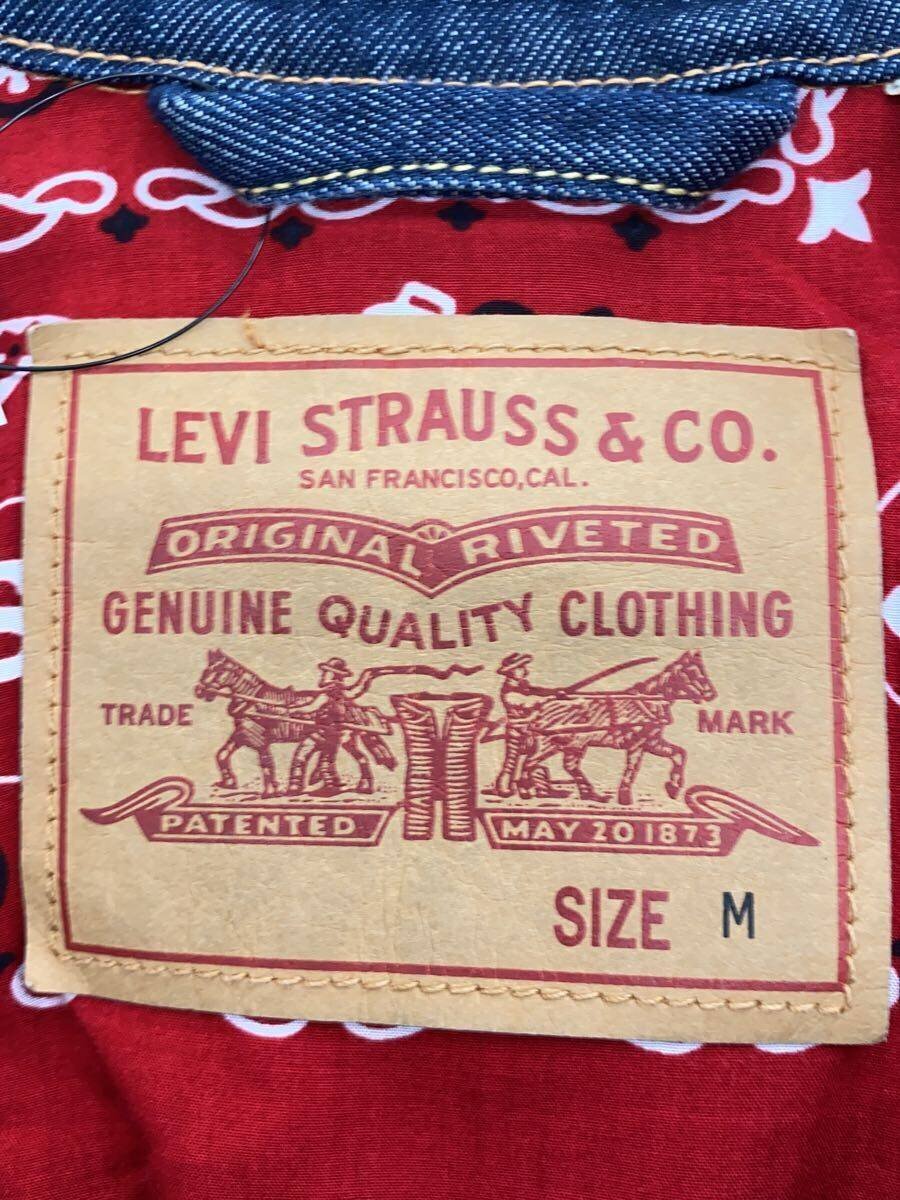 LEVI STRAUSS & CO.
SAN FRANCISCO, CAL.
ORIGINAL RIVETED
GENUINE QUALITY CLOTHING
TRADE MARK
PATENTED MAY 20 1873
SIZE M